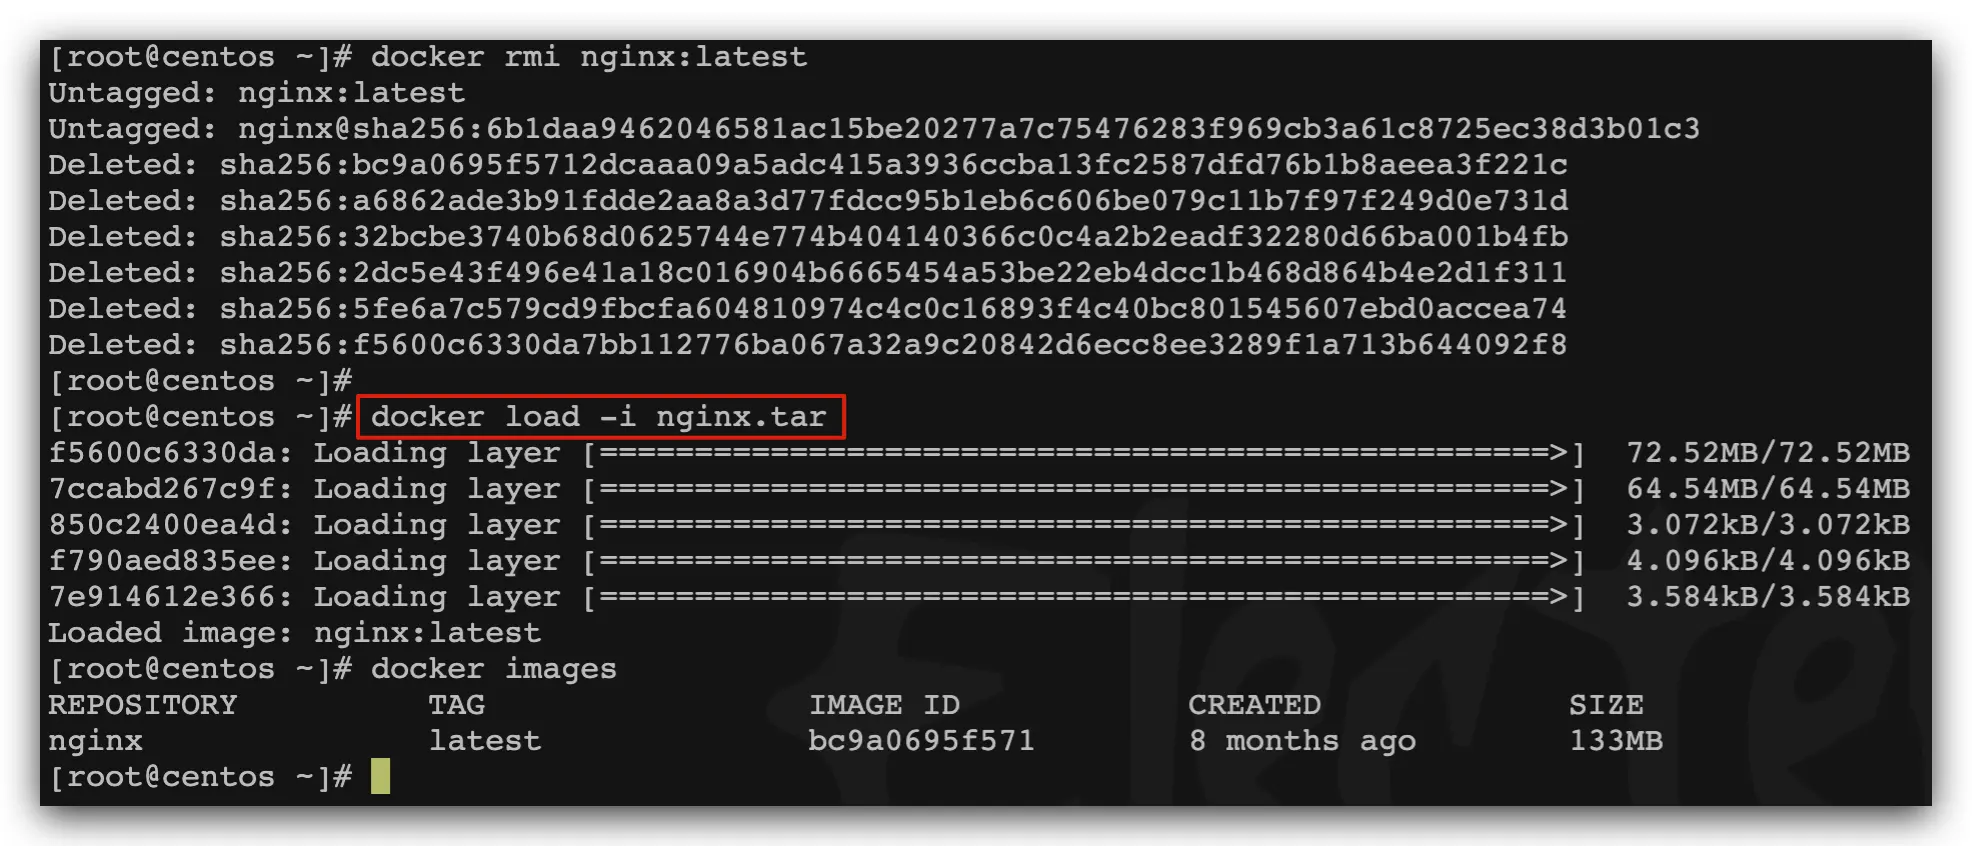 [root@centos ~]# docker rmi nginx:latest
Untagged: nginx:latest
Untagged: nginx@sha256:6b1daa9462046581ac15be20277a7c75476283f969cb3a61c8725ec38d3b01c3
Deleted: sha256:bc9a0695f5712dcaaa09a5adc415a3936ccba13fc2587dfd76b1b8aeea3f221c
Deleted: sha256:a6862ade3b91fdde2aa8a3d77fdcc95b1eb6c606be079c11b7f97f249d0e731d
Deleted: sha256:32bcbe3740b68d0625744e774b404140366c0c4a2b2eadf32280d66ba001b4fb
Deleted: sha256:2dc5e43f496e41a18c016904b6665454a53be22eb4dcc1b468d864b4e2d1f311
Deleted: sha256:5fe6a7c579cd9fbcfa604810974c4c0c16893f4c40bc801545607ebd0accea74
Deleted: sha256:f5600c6330da7bb112776ba067a32a9c20842d6ecc8ee3289f1a713b644092f8
[root@centos ~]#
[root@centos ~]# docker load -i nginx.tar
f5600c6330da: Loading layer [==================================================>]  72.52MB/72.52MB
7ccabd267c9f: Loading layer [==================================================>]  64.54MB/64.54MB
850c2400ea4d: Loading layer [==================================================>]  3.072kB/3.072kB
f790aed835ee: Loading layer [==================================================>]  4.096kB/4.096kB
7e914612e366: Loading layer [==================================================>]  3.584kB/3.584kB
Loaded image: nginx:latest
[root@centos ~]# docker images
REPOSITORY          TAG                 IMAGE ID            CREATED             SIZE
nginx               latest              bc9a0695f571        8 months ago        133MB
[root@centos ~]#